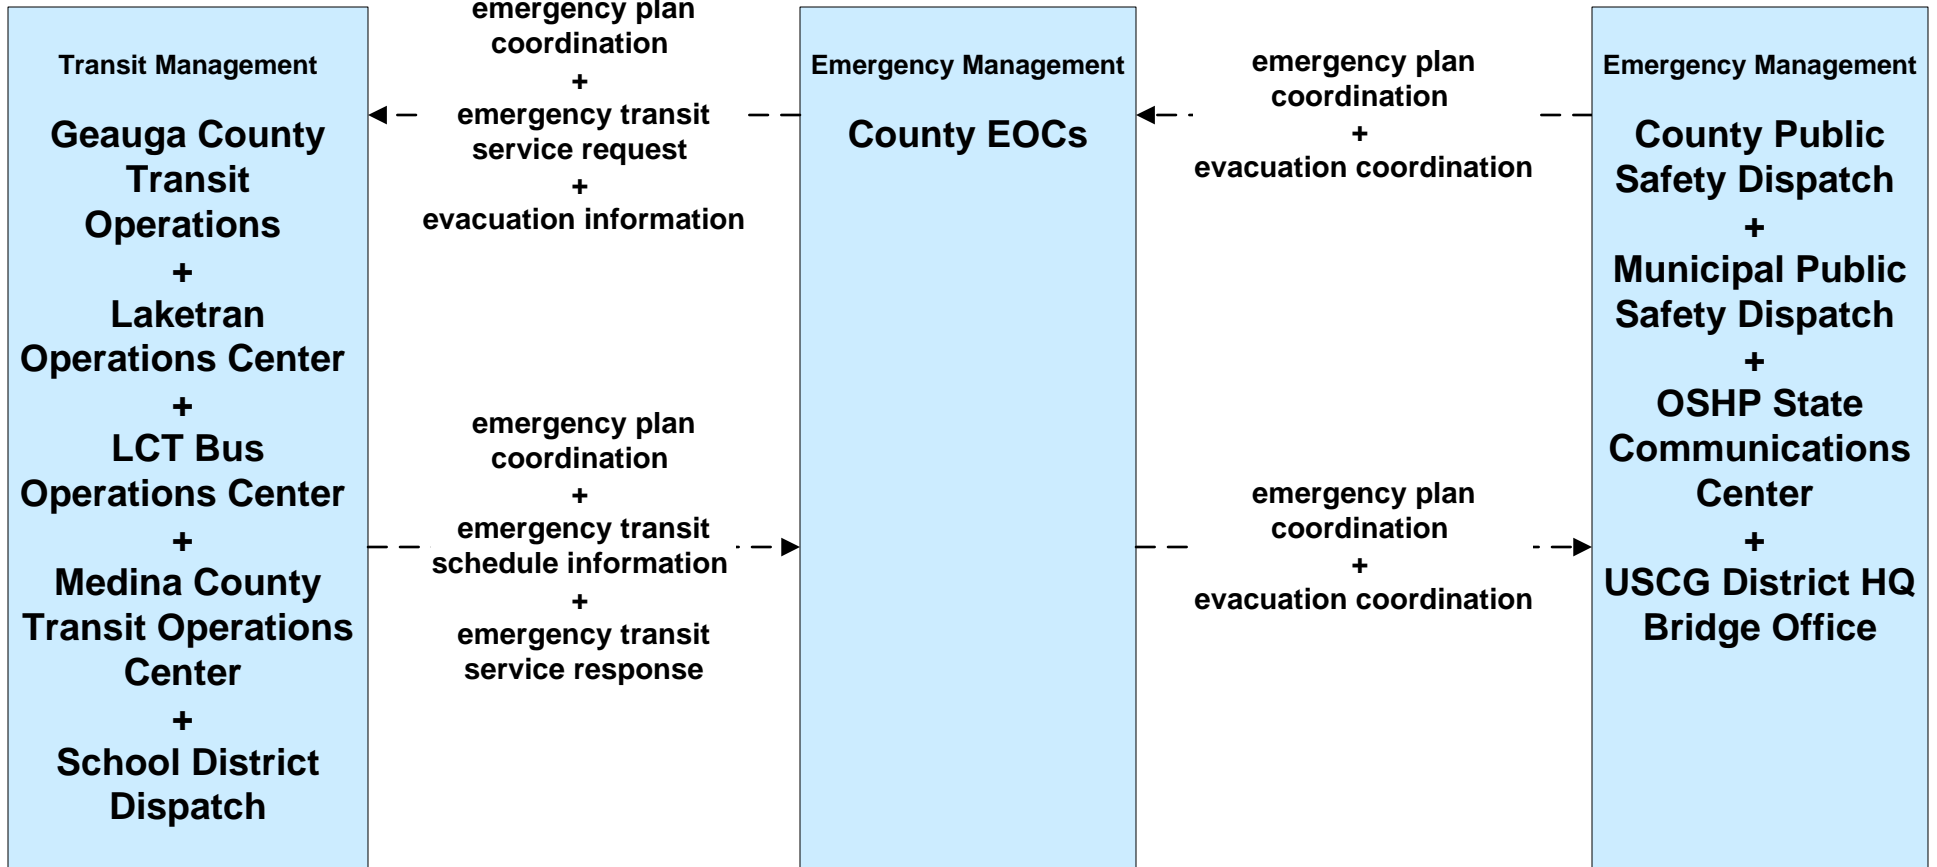 Transit Management
Geauga County
Transit
Operations
+
Laketran
Operations Center
+
LCT Bus
Operations Center
+
Medina County
Transit Operations
Center
+
School District
Dispatch
emergency plan
coordination
+
emergency transit
service request
+
evacuation information
emergency plan
coordination
+
emergency transit
schedule information
+
emergency transit
service response
Emergency Management
County EOCs
emergency plan
coordination
+
evacuation coordination
emergency plan
coordination
+
evacuation coordination
Emergency Management
County Public
Safety Dispatch
+
Municipal Public
Safety Dispatch
+
OSHP State
Communications
Center
+
USCG District HQ
Bridge Office